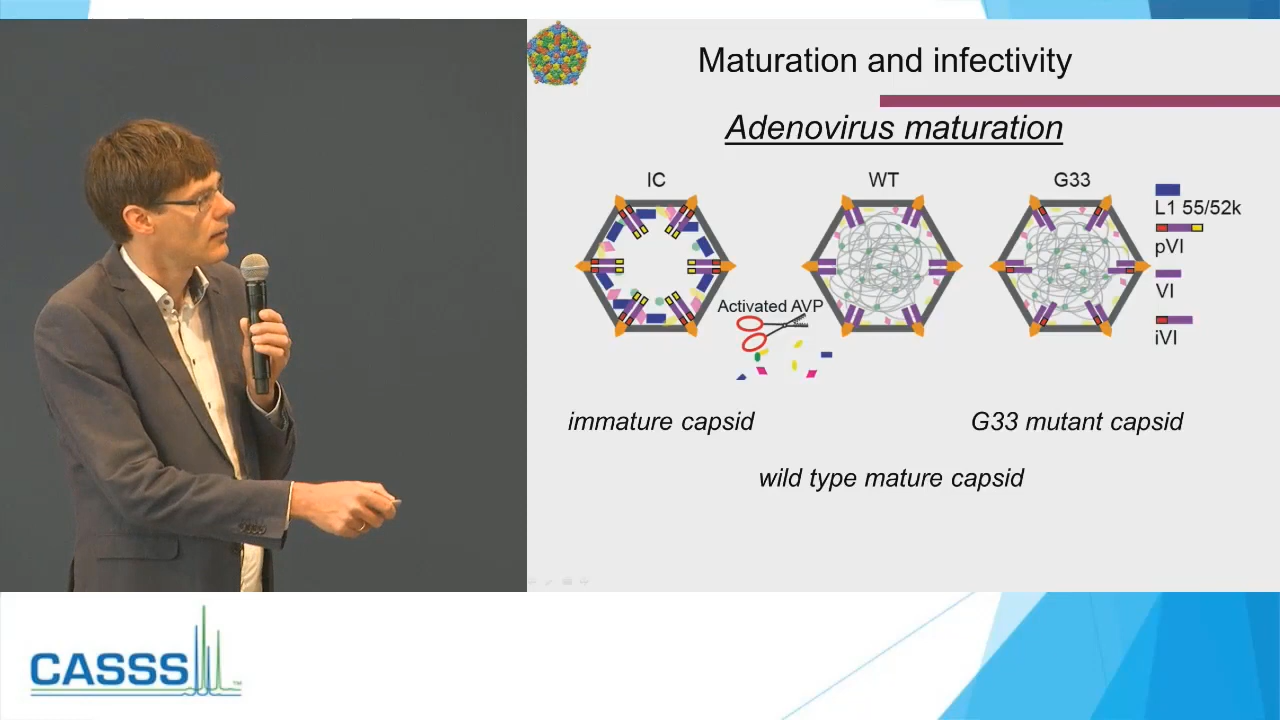 Maturation and infectivity
Adenovirus maturation
IC
WT
G33
L1 55/52k
pVI
VI
iVI
Activated AVP
immature capsid
G33 mutant capsid
wild type mature capsid
CASSS
TM